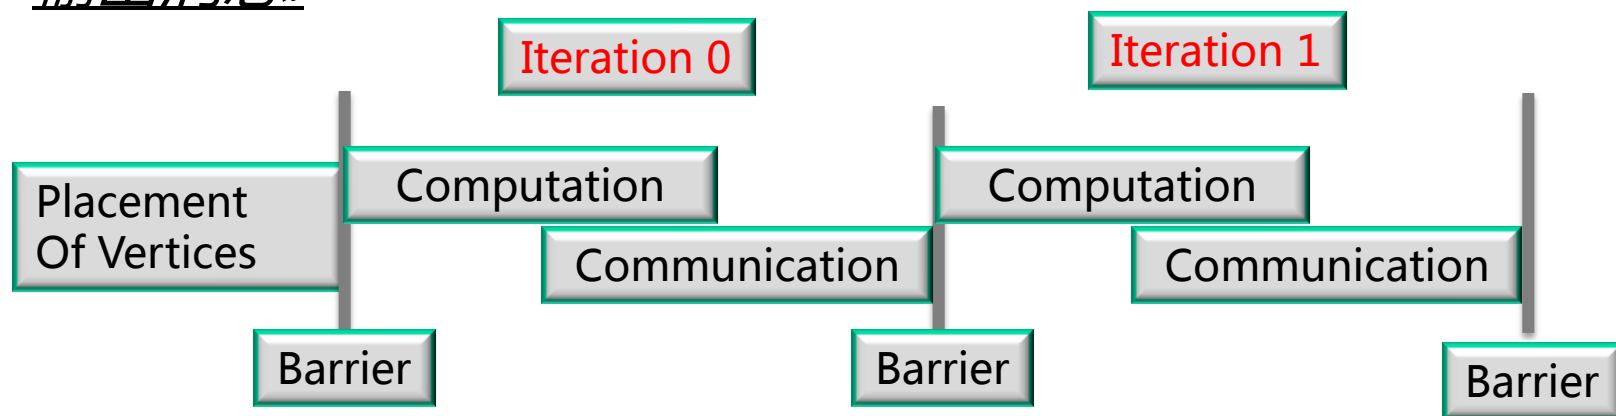 Iteration 0
Iteration 1
Placement
Of Vertices
Computation
Communication
Computation
Communication
Barrier
Barrier
Barrier